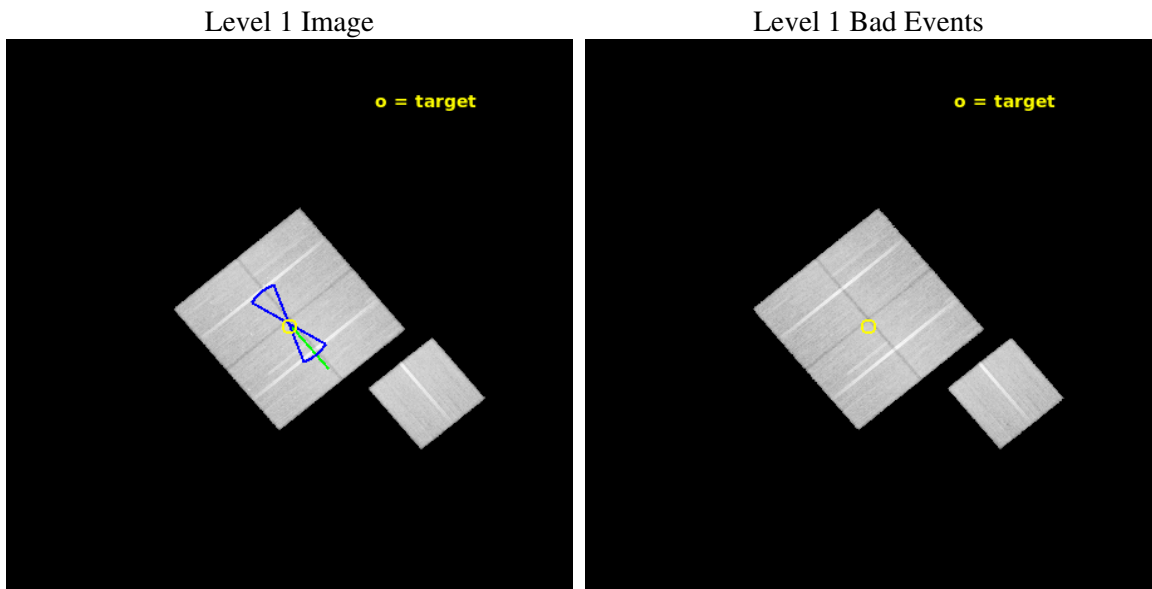 Level 1 Image
Level 1 Bad Events
o = target
o = target